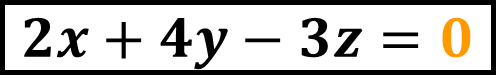 2x + 4y − 3z = 0